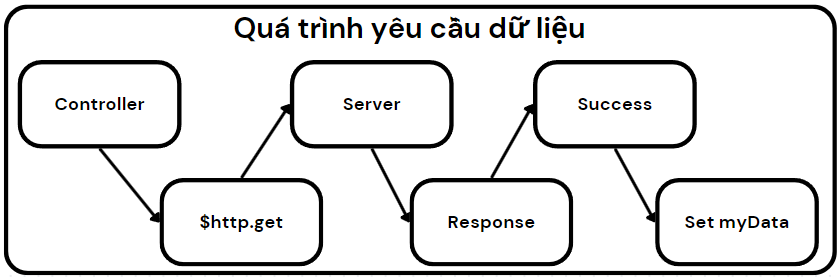 Quá trình yêu cầu dữ liệu
Controller
$http.get
Server
Response
Success
Set myData